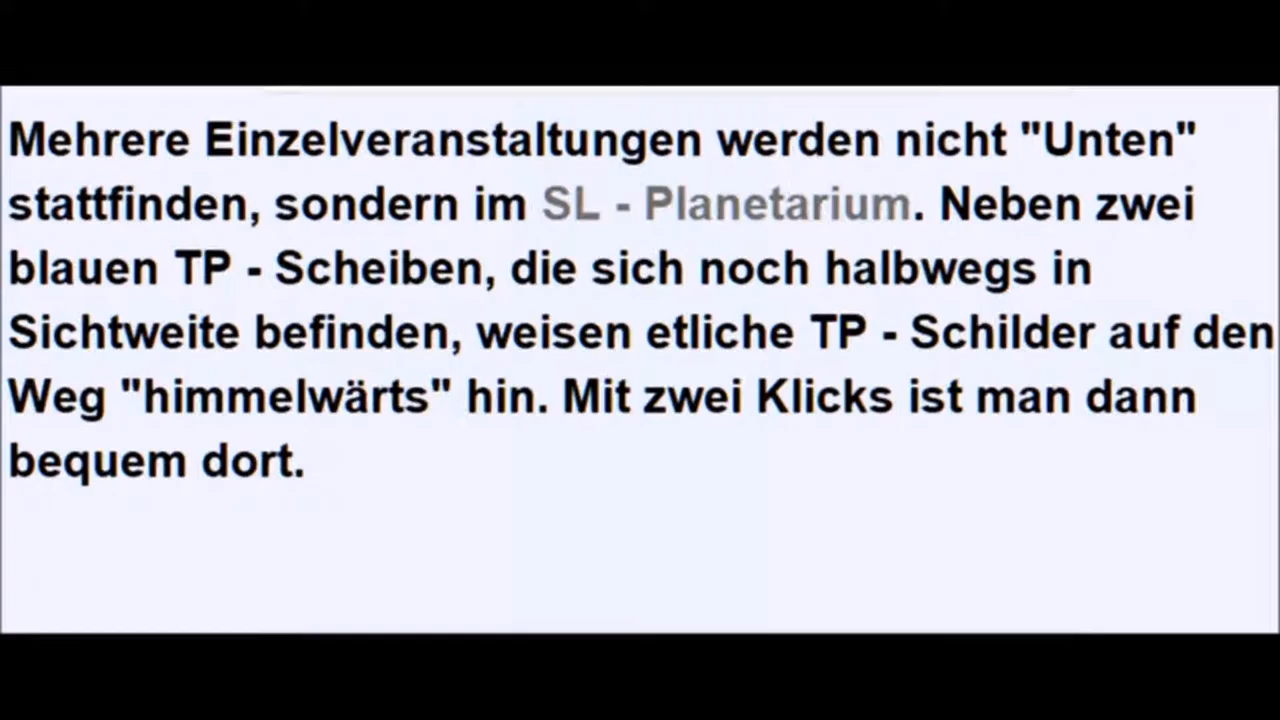 Mehrere Einzelveranstaltungen werden nicht "Unten"
stattfinden, sondern im SL - Planetarium. Neben zwei
blauen TP - Scheiben, die sich noch halbwegs in
Sichtweite befinden, weisen etliche TP - Schilder auf den
Weg "himmelwärts" hin. Mit zwei Klicks ist man dann
bequem dort.